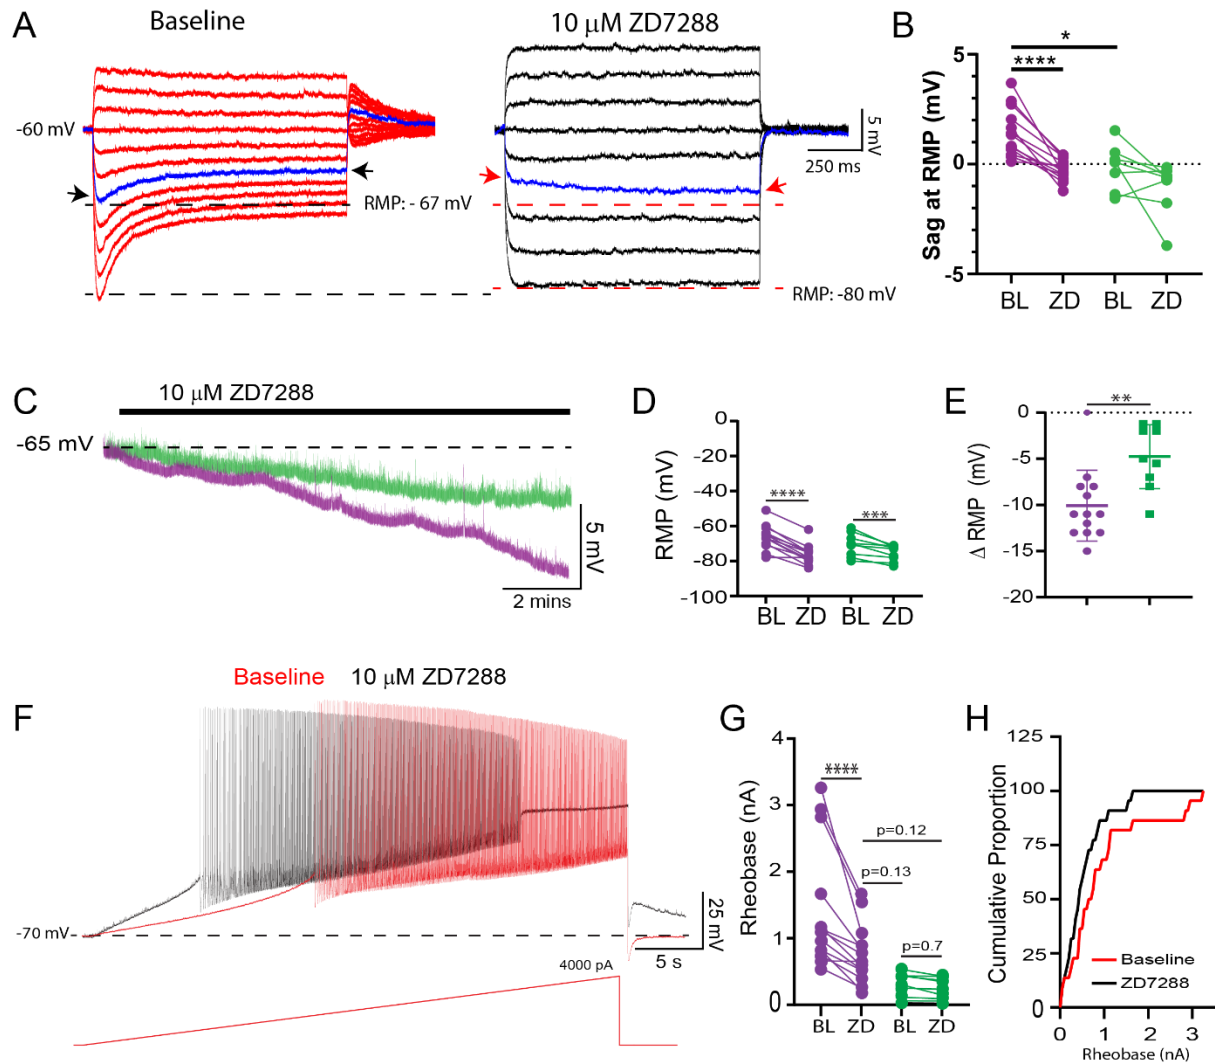 A
Baseline
10 μM ZD7288
-60 mV
RMP: - 67 mV
5 mV
250 ms
RMP: -80 mV
B
*
****
Sag at RMP (mV)
5
0
-5
BL ZD BL ZD
C
10 μM ZD7288
-65 mV
5 mV
2 mins
D
RMP (mV)
0
-20
-40
-60
-80
-100
**** ***
BL ZD BL ZD
E
**
Δ RMP (mV)
0
-5
-10
-15
-20
Baseline 10 μM ZD7288
F
-70 mV
25 mV
5 s
4000 pA
G
Rheobase (nA)
4
3
2
1
0
****
p=0.12
p=0.13
p=0.7
BL ZD BL ZD
H
Cumulative Proportion
125
100
75
50
25
0
Baseline
ZD7288
0 1 2 3
Rheobase (nA)